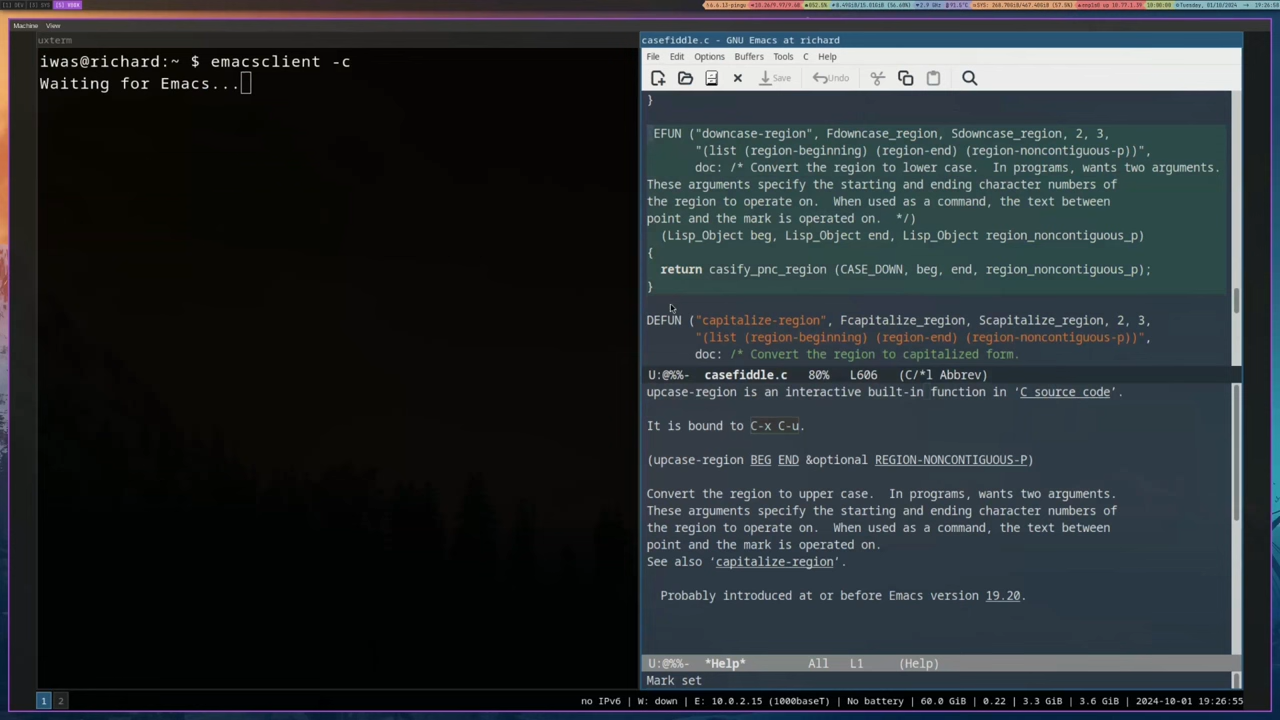 Machine View
uxterm
iwas@richard:~ $ emacsclient -c
Waiting for Emacs...
casefiddle.c - GNU Emacs at richard
File Edit Options Buffers Tools C Help
Save Undo
}
EFUN ("downcase-region", Fdowncase_region, Sdowncase_region, 2, 3,
"(list (region-beginning) (region-end) (region-noncontiguous-p))",
doc: /* Convert the region to lower case.  In programs, wants two arguments.
These arguments specify the starting and ending character numbers of
the region to operate on.  When used as a command, the text between
point and the mark is operated on.  */)
(Lisp_Object beg, Lisp_Object end, Lisp_Object region_noncontiguous_p)
{
return casify_pnc_region (CASE_DOWN, beg, end, region_noncontiguous_p);
}
DEFUN ("capitalize-region", Fcapitalize_region, Scapitalize_region, 2, 3,
"(list (region-beginning) (region-end) (region-noncontiguous-p))",
doc: /* Convert the region to capitalized form.
U:@%%-  casefiddle.c   80%   L606   (C/*l Abbrev)
upcase-region is an interactive built-in function in ‘C source code’.
It is bound to C-x C-u.
(upcase-region BEG END &optional REGION-NONCONTIGUOUS-P)
Convert the region to upper case.  In programs, wants two arguments.
These arguments specify the starting and ending character numbers of
the region to operate on.  When used as a command, the text between
point and the mark is operated on.
See also ‘capitalize-region’.
Probably introduced at or before Emacs version 19.20.
U:@%%-  *Help*         All   L1     (Help)
Mark set
1 2
no IPv6 | W: down | E: 10.0.2.15 (1000baseT) | No battery | 60.0 GiB | 0.22 | 3.3 GiB | 3.6 GiB | 2024-10-01 19:26:55